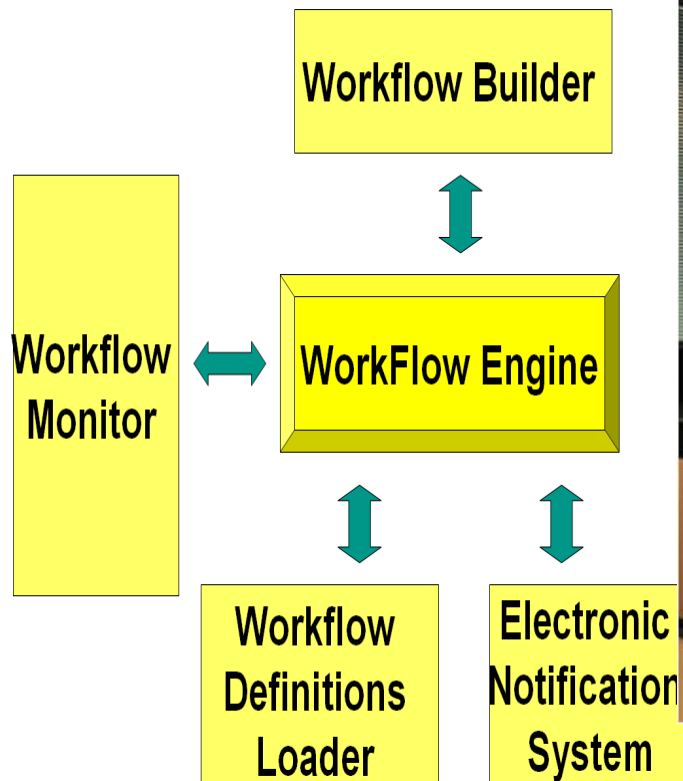 Workflow Builder
Workflow
Monitor
WorkFlow Engine
Workflow
Definitions
Loader
Electronic
Notification
System